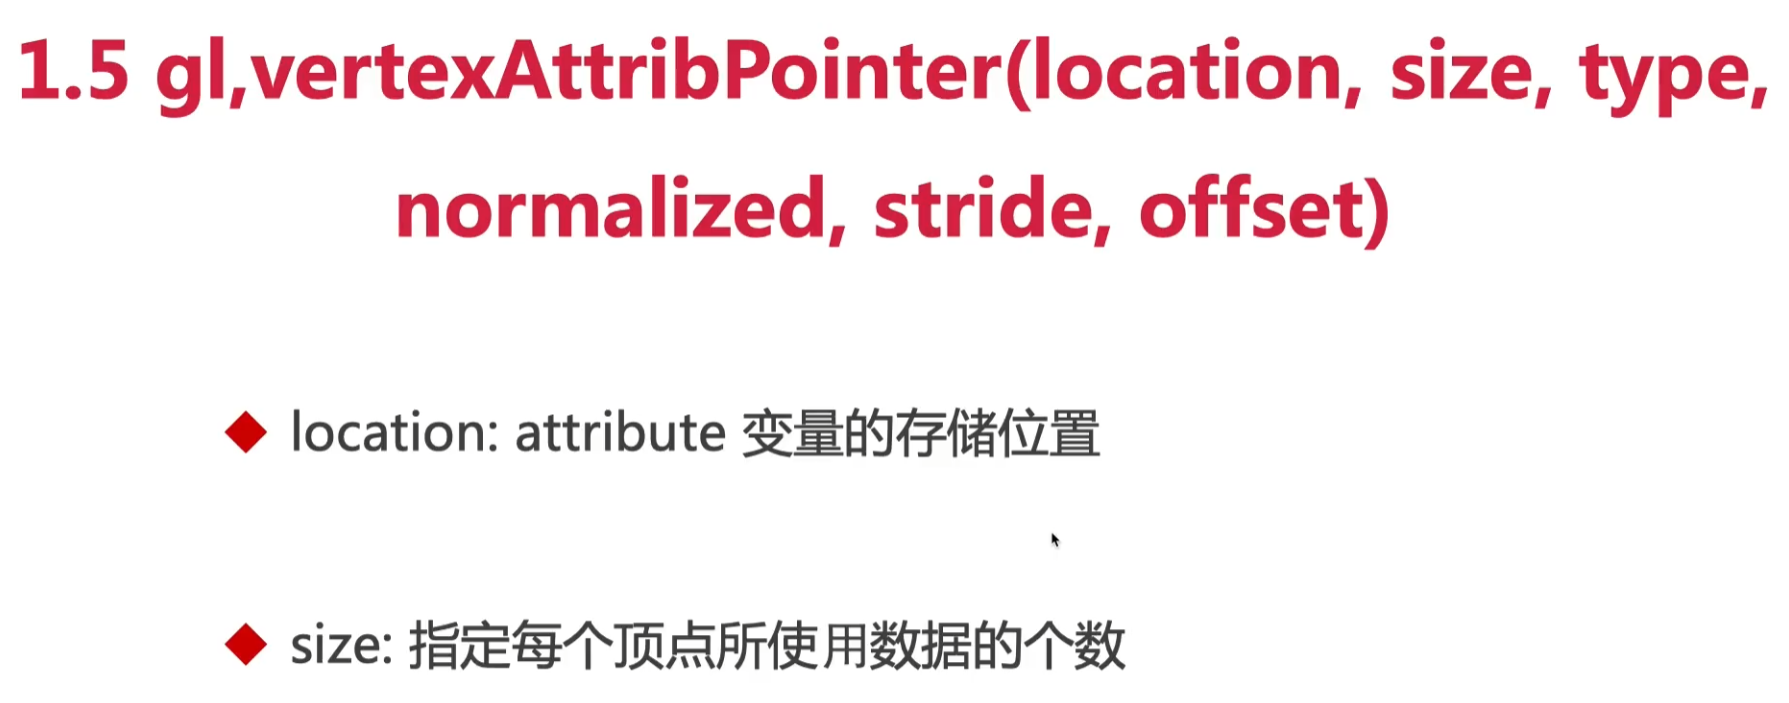 1.5 gl,vertexAttribPointer(location, size, type,
normalized, stride, offset)
location: attribute 变量的存储位置
size: 指定每个顶点所使用数据的个数